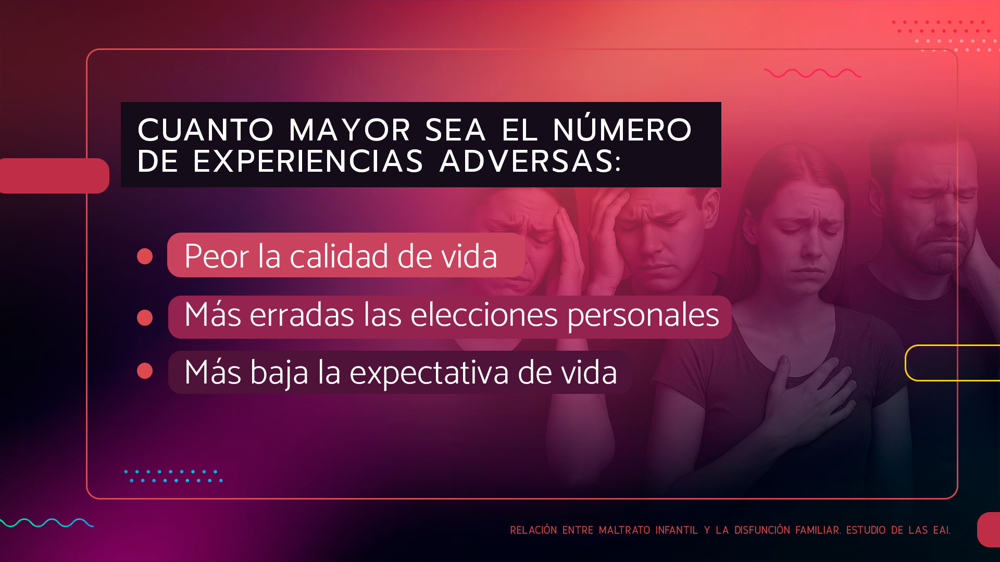 CUANTO MAYOR SEA EL NÚMERO
DE EXPERIENCIAS ADVERSAS:
Peor la calidad de vida
Más erradas las elecciones personales
Más baja la expectativa de vida
RELACIÓN ENTRE MALTRATO INFANTIL Y LA DISFUNCIÓN FAMILIAR. ESTUDIO DE LAS EAI.